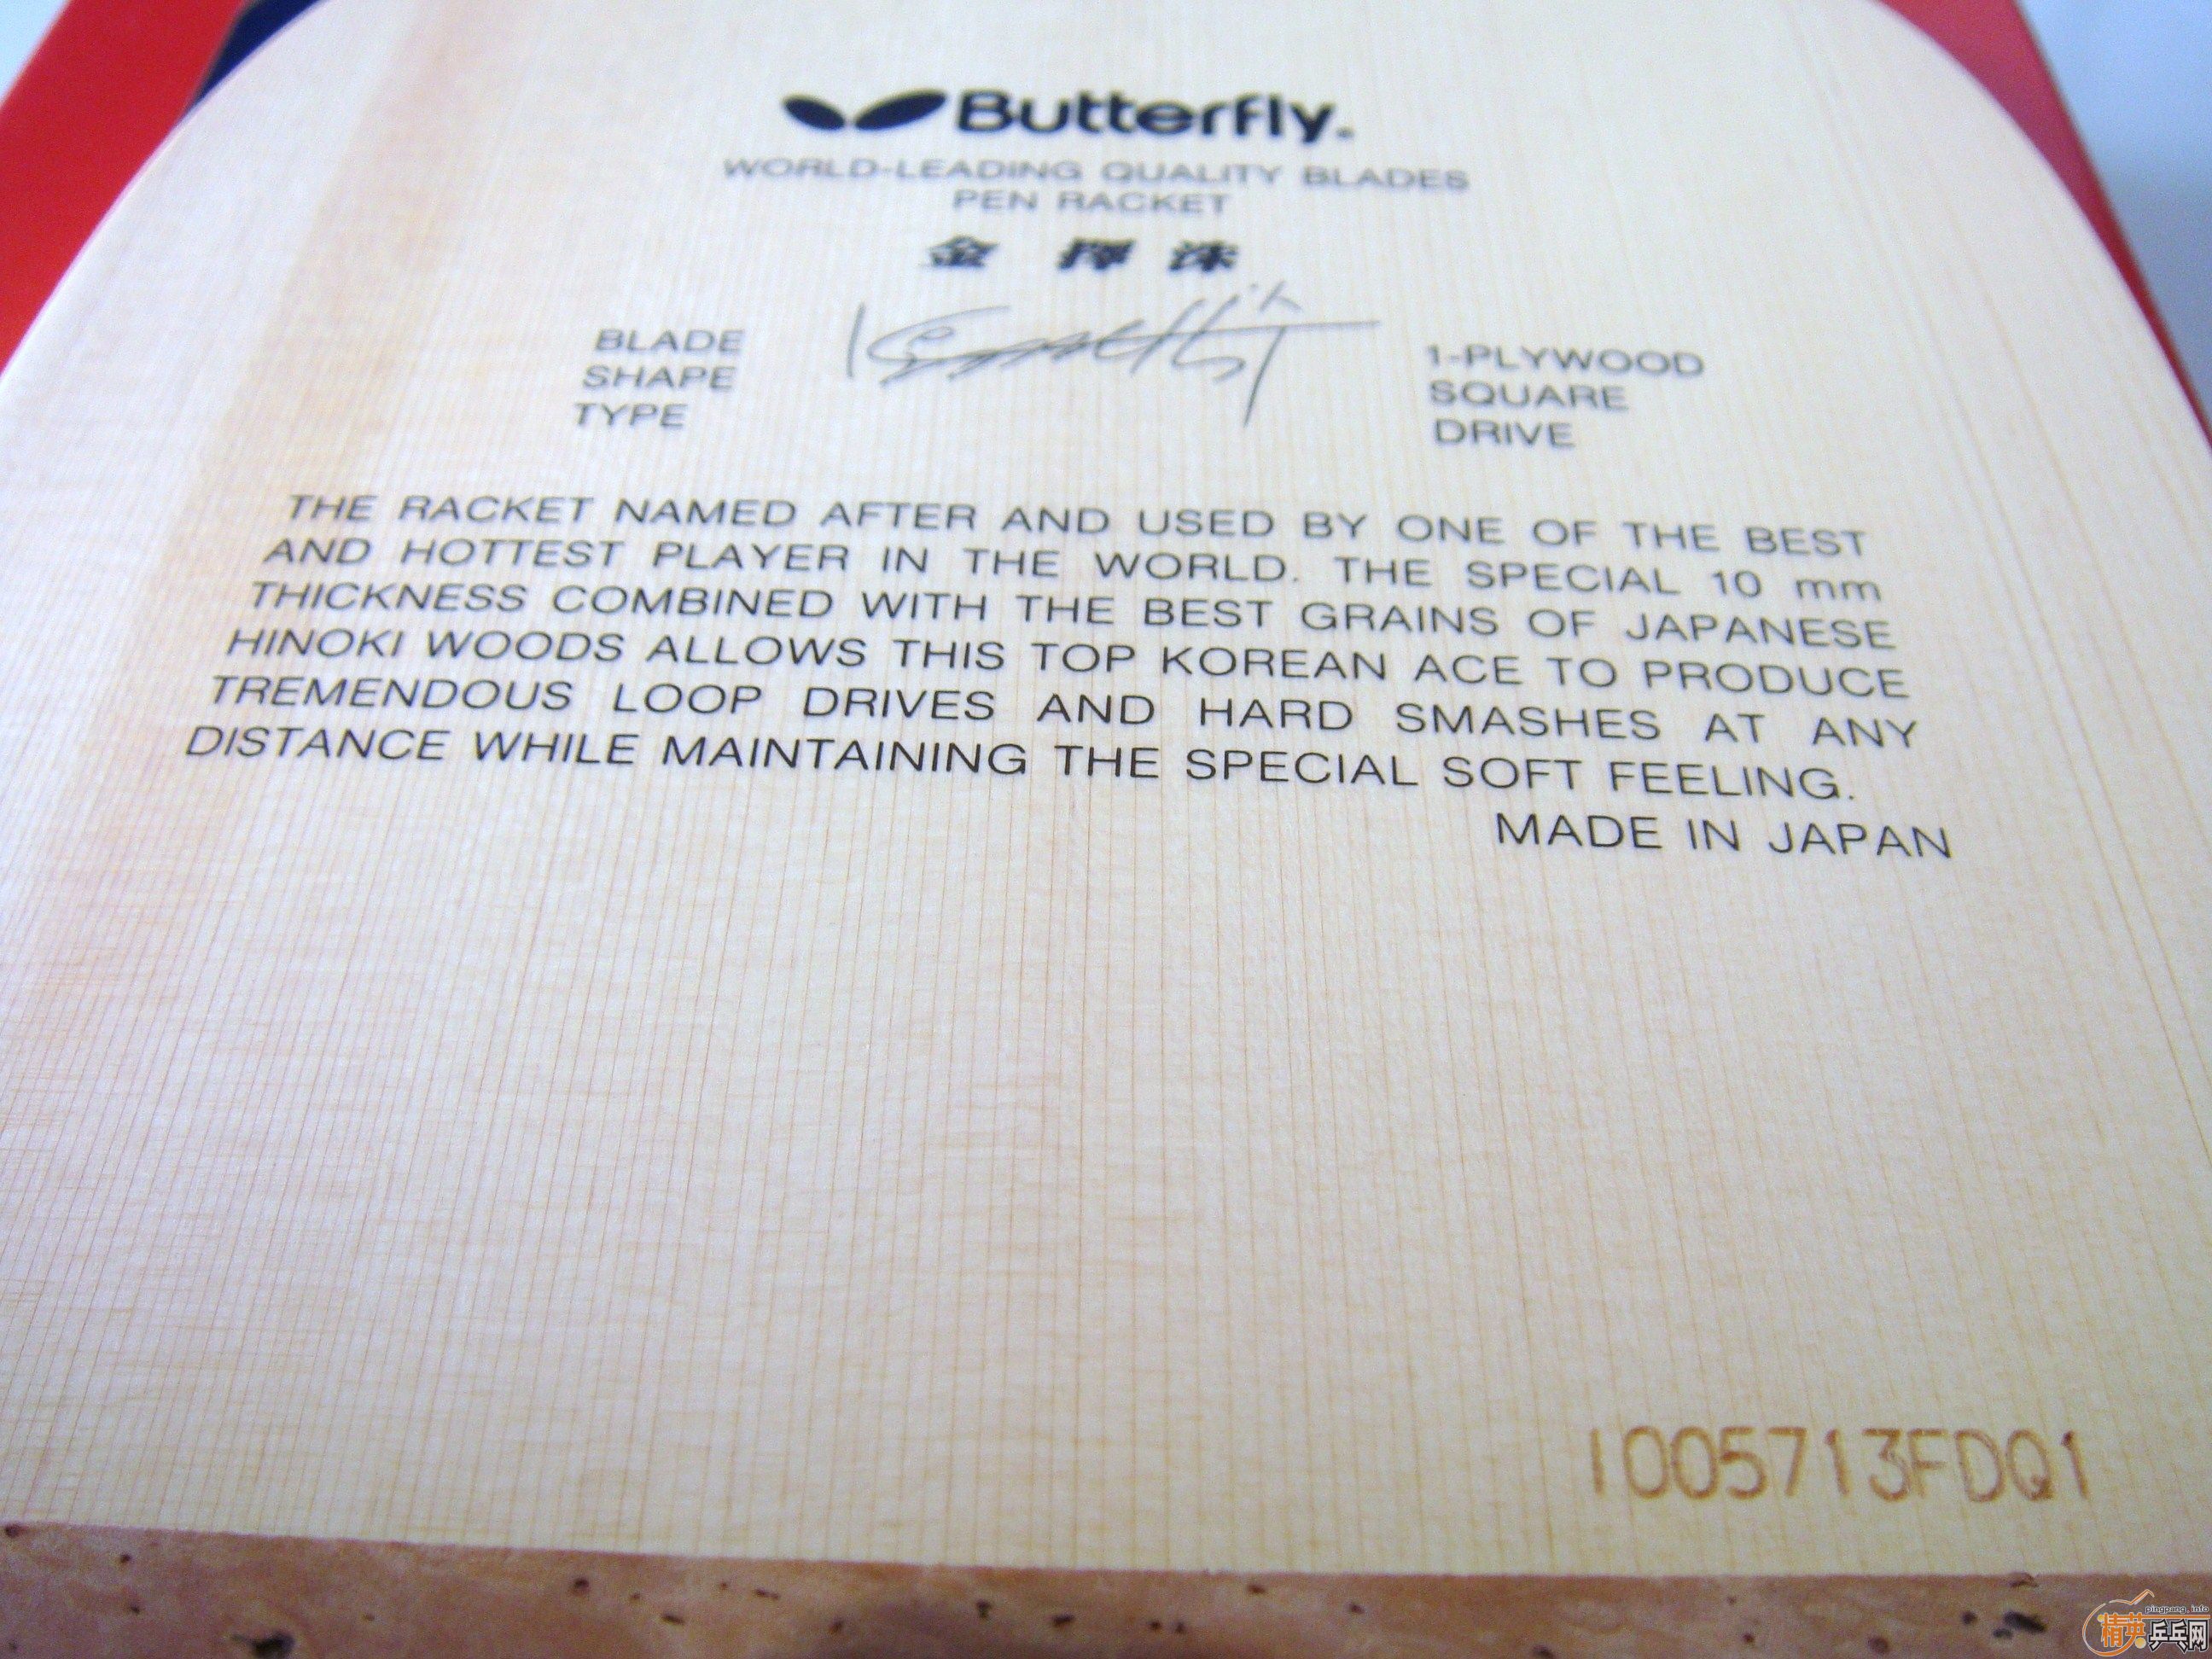 Butterfly.
WORLD-LEADING QUALITY BLADES
PEN RACKET
金 擇 洙
BLADE 1-PLYWOOD
SHAPE SQUARE
TYPE DRIVE
THE RACKET NAMED AFTER AND USED BY ONE OF THE BEST
AND HOTTEST PLAYER IN THE WORLD. THE SPECIAL 10 mm
THICKNESS COMBINED WITH THE BEST GRAINS OF JAPANESE
HINOKI WOODS ALLOWS THIS TOP KOREAN ACE TO PRODUCE
TREMENDOUS LOOP DRIVES AND HARD SMASHES AT ANY
DISTANCE WHILE MAINTAINING THE SPECIAL SOFT FEELING.
MADE IN JAPAN
1005713FDQ1
pingpang.info
精英乒乓网